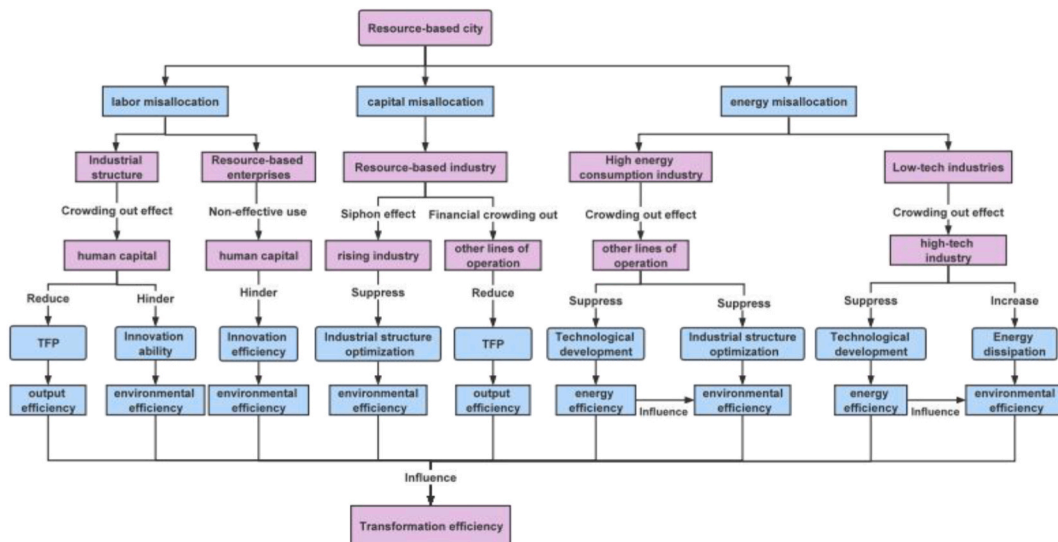 Resource-based city
labor misallocation
capital misallocation
energy misallocation
Industrial
structure
Resource-based
enterprises
Resource-based industry
High energy
consumption industry
Low-tech industries
Crowding out effect
Non-effective use
Siphon effect
Financial crowding out
Crowding out effect
Crowding out effect
human capital
human capital
rising industry
other lines of
operation
other lines of
operation
high-tech
industry
Reduce
Hinder
Hinder
Suppress
Reduce
Suppress
Suppress
Suppress
Increase
TFP
Innovation
ability
Innovation
efficiency
Industrial structure
optimization
TFP
Technological
development
Industrial structure
optimization
Technological
development
Energy
dissipation
output
efficiency
environmental
efficiency
environmental
efficiency
environmental
efficiency
output
efficiency
energy
efficiency
Influence
environmental
efficiency
energy
efficiency
Influence
environmental
efficiency
Influence
Transformation efficiency